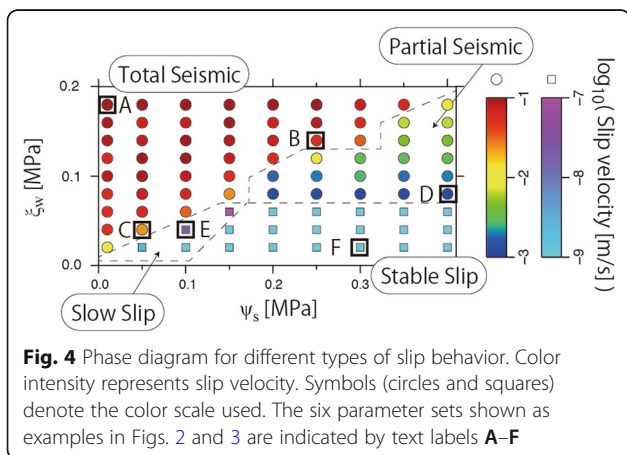 Partial Seismic
Total Seismic
0.2
A
B
0.1
D
C
E
F
0.0
ξw [MPa]
Slow Slip
Stable Slip
0.0
0.1
0.2
0.3
ψs [MPa]
-1
-2
-3
-7
-8
-9
log10(Slip velocity [m/s])
Fig. 4 Phase diagram for different types of slip behavior. Color
intensity represents slip velocity. Symbols (circles and squares)
denote the color scale used. The six parameter sets shown as
examples in Figs. 2 and 3 are indicated by text labels A–F